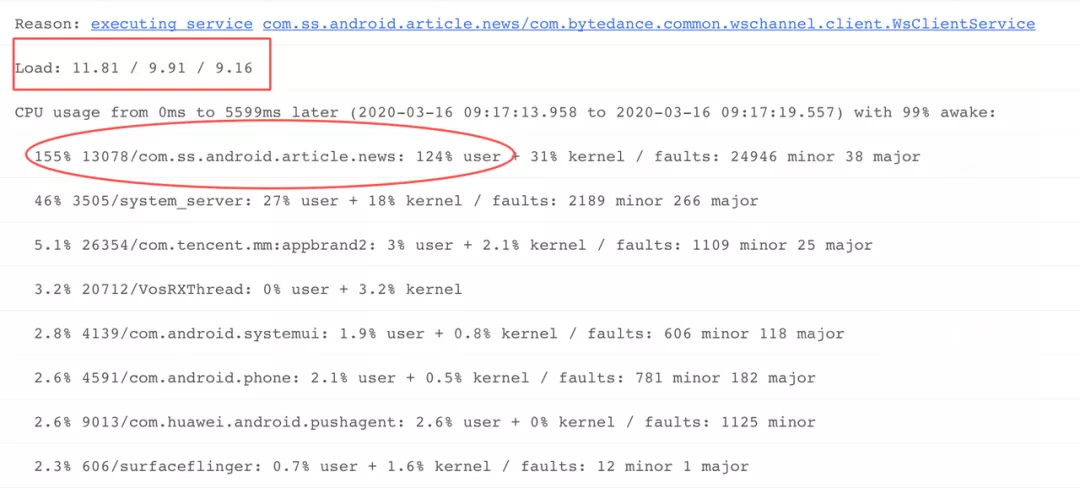 Reason: executing service com.ss.android.article.news/com.bytedance.common.wschannel.client.WsClientService
Load: 11.81 / 9.91 / 9.16
CPU usage from 0ms to 5599ms later (2020-03-16 09:17:13.958 to 2020-03-16 09:17:19.557) with 99% awake:
155% 13078/com.ss.android.article.news: 124% user + 31% kernel / faults: 24946 minor 38 major
46% 3505/system_server: 27% user + 18% kernel / faults: 2189 minor 266 major
5.1% 26354/com.tencent.mm:appbrand2: 3% user + 2.1% kernel / faults: 1109 minor 25 major
3.2% 20712/VosRXThread: 0% user + 3.2% kernel
2.8% 4139/com.android.systemui: 1.9% user + 0.8% kernel / faults: 606 minor 118 major
2.6% 4591/com.android.phone: 2.1% user + 0.5% kernel / faults: 781 minor 182 major
2.6% 9013/com.huawei.android.pushagent: 2.6% user + 0% kernel / faults: 1125 minor
2.3% 606/surfaceflinger: 0.7% user + 1.6% kernel / faults: 12 minor 1 major